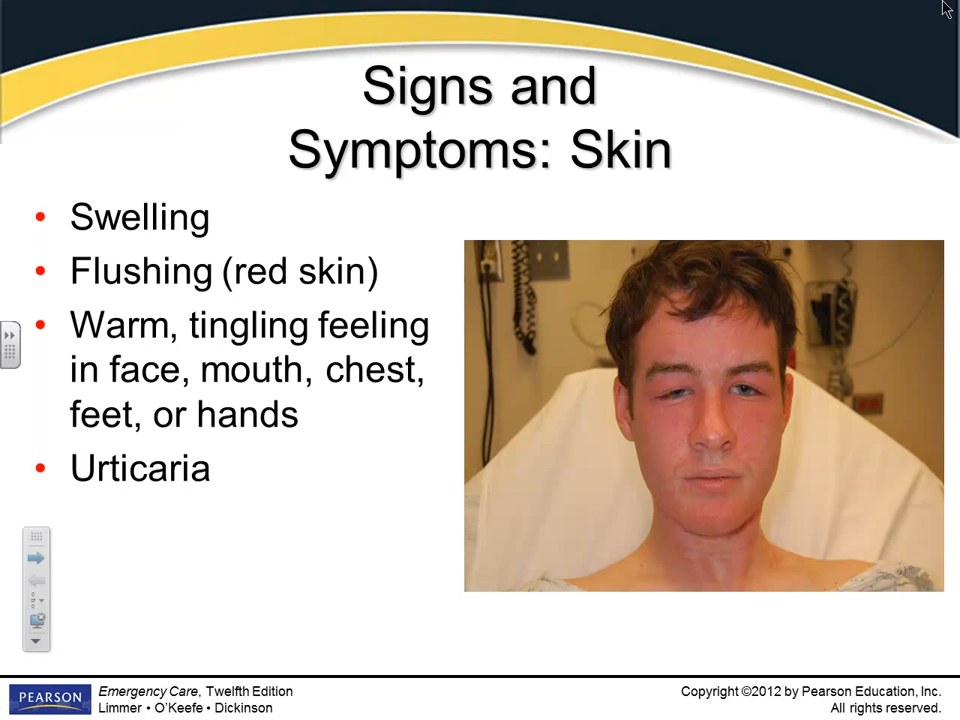 Signs and
Symptoms: Skin
• Swelling
• Flushing (red skin)
• Warm, tingling feeling
in face, mouth, chest,
feet, or hands
• Urticaria
PEARSON
Emergency Care, Twelfth Edition
Limmer • O'Keefe • Dickinson
Copyright ©2012 by Pearson Education, Inc.
All rights reserved.